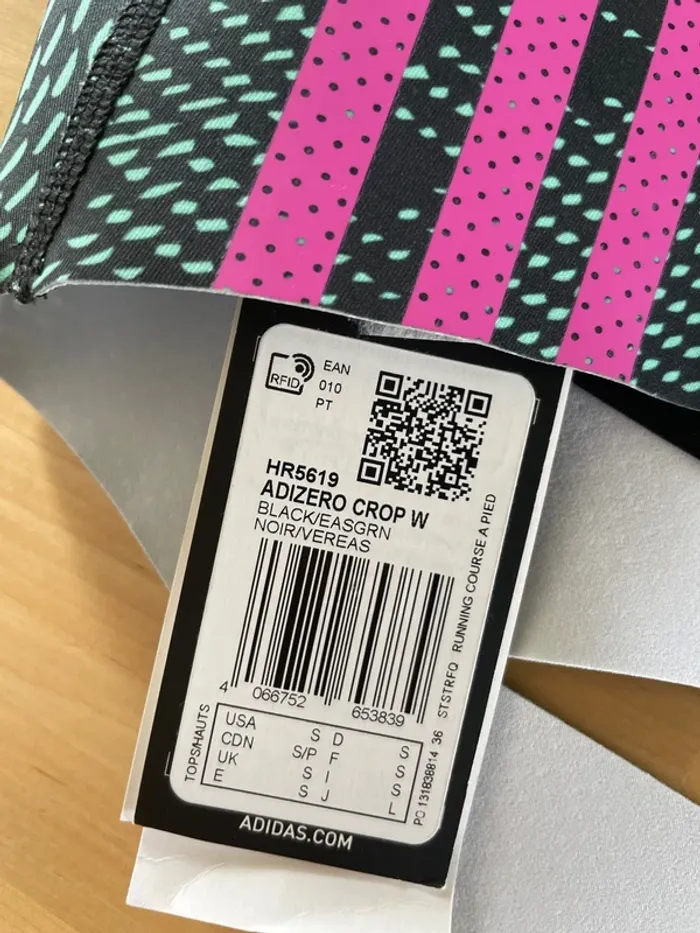 RFID
EAN
010
PT
HR5619
ADIZERO CROP W
BLACK/EASGRN
NOIR/VEREAS
4 066752 653839
TOPS/HAUTS
USA S D S
CDN S/P F S
UK S I S
E S J L
PO 131838814 36 STSTRFQ RUNNING COURSE A PIED
ADIDAS.COM